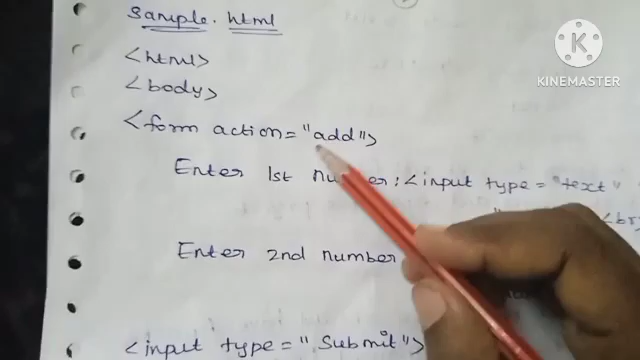 Sample.html
<html>
<body>
<form action="add">
Enter 1st number:<input type="text"
" <br
Enter 2nd number
<input type="Submit">
K
KINEMASTER